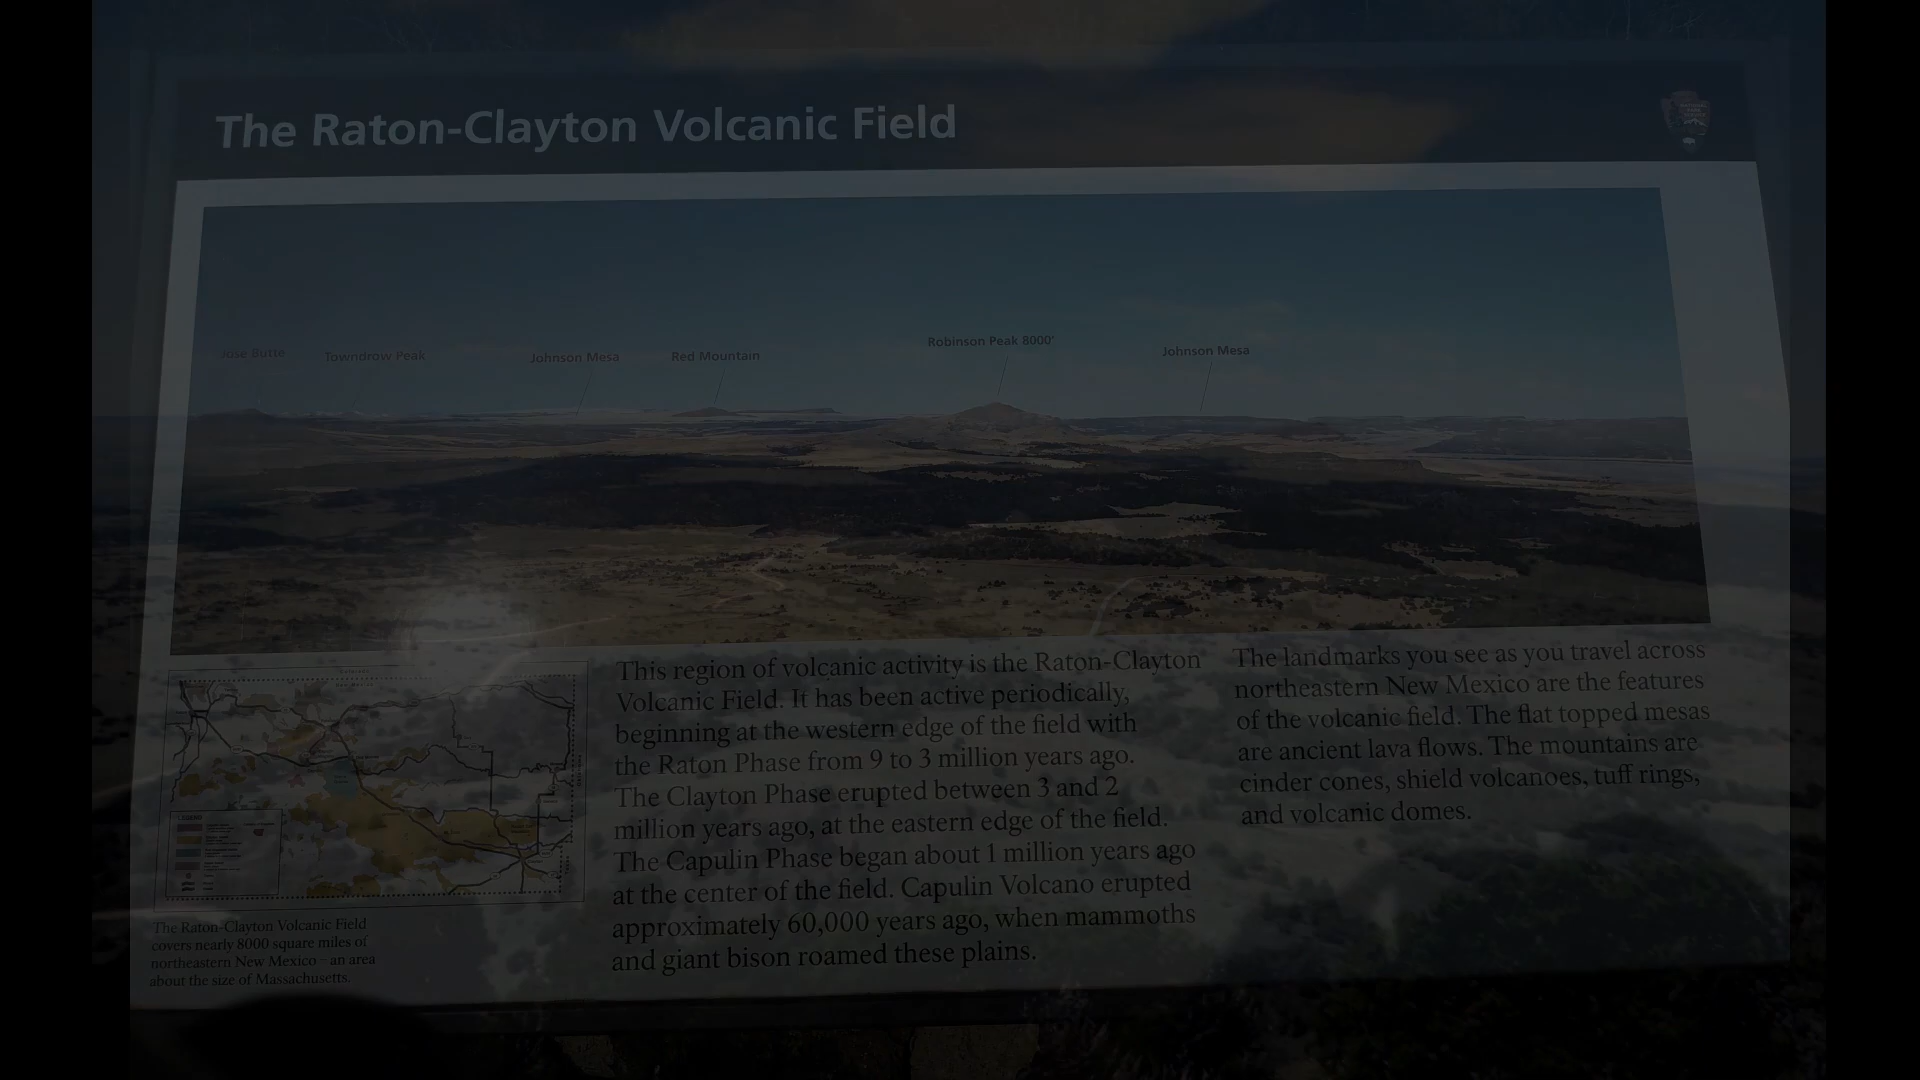 The Raton-Clayton Volcanic Field
Jose Butte
Towndrow Peak
Johnson Mesa
Red Mountain
Robinson Peak 8000'
Johnson Mesa
This region of volcanic activity is the Raton-Clayton
Volcanic Field. It has been active periodically,
beginning at the western edge of the field with
the Raton Phase from 9 to 3 million years ago.
The Clayton Phase erupted between 3 and 2
million years ago, at the eastern edge of the field.
The Capulin Phase began about 1 million years ago
at the center of the field. Capulin Volcano erupted
approximately 60,000 years ago, when mammoths
and giant bison roamed these plains.
The landmarks you see as you travel across
northeastern New Mexico are the features
of the volcanic field. The flat topped mesas
are ancient lava flows. The mountains are
cinder cones, shield volcanoes, tuff rings,
and volcanic domes.
The Raton-Clayton Volcanic Field
covers nearly 8000 square miles of
northeastern New Mexico – an area
about the size of Massachusetts.